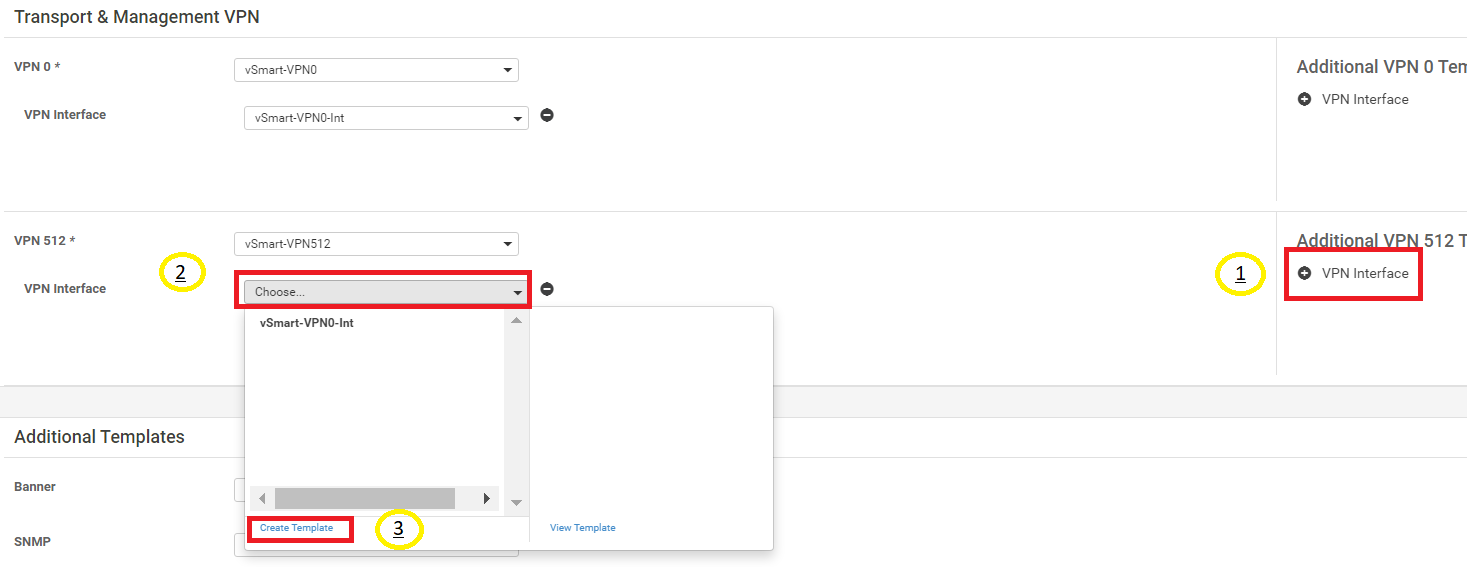 Transport & Management VPN
VPN 0 *
vSmart-VPN0
Additional VPN 0 Tem
VPN Interface
vSmart-VPN0-Int
VPN Interface
VPN 512 *
vSmart-VPN512
Additional VPN 512 T
2
1
VPN Interface
VPN Interface
Choose...
vSmart-VPN0-Int
Additional Templates
Banner
Create Template
3
View Template
SNMP